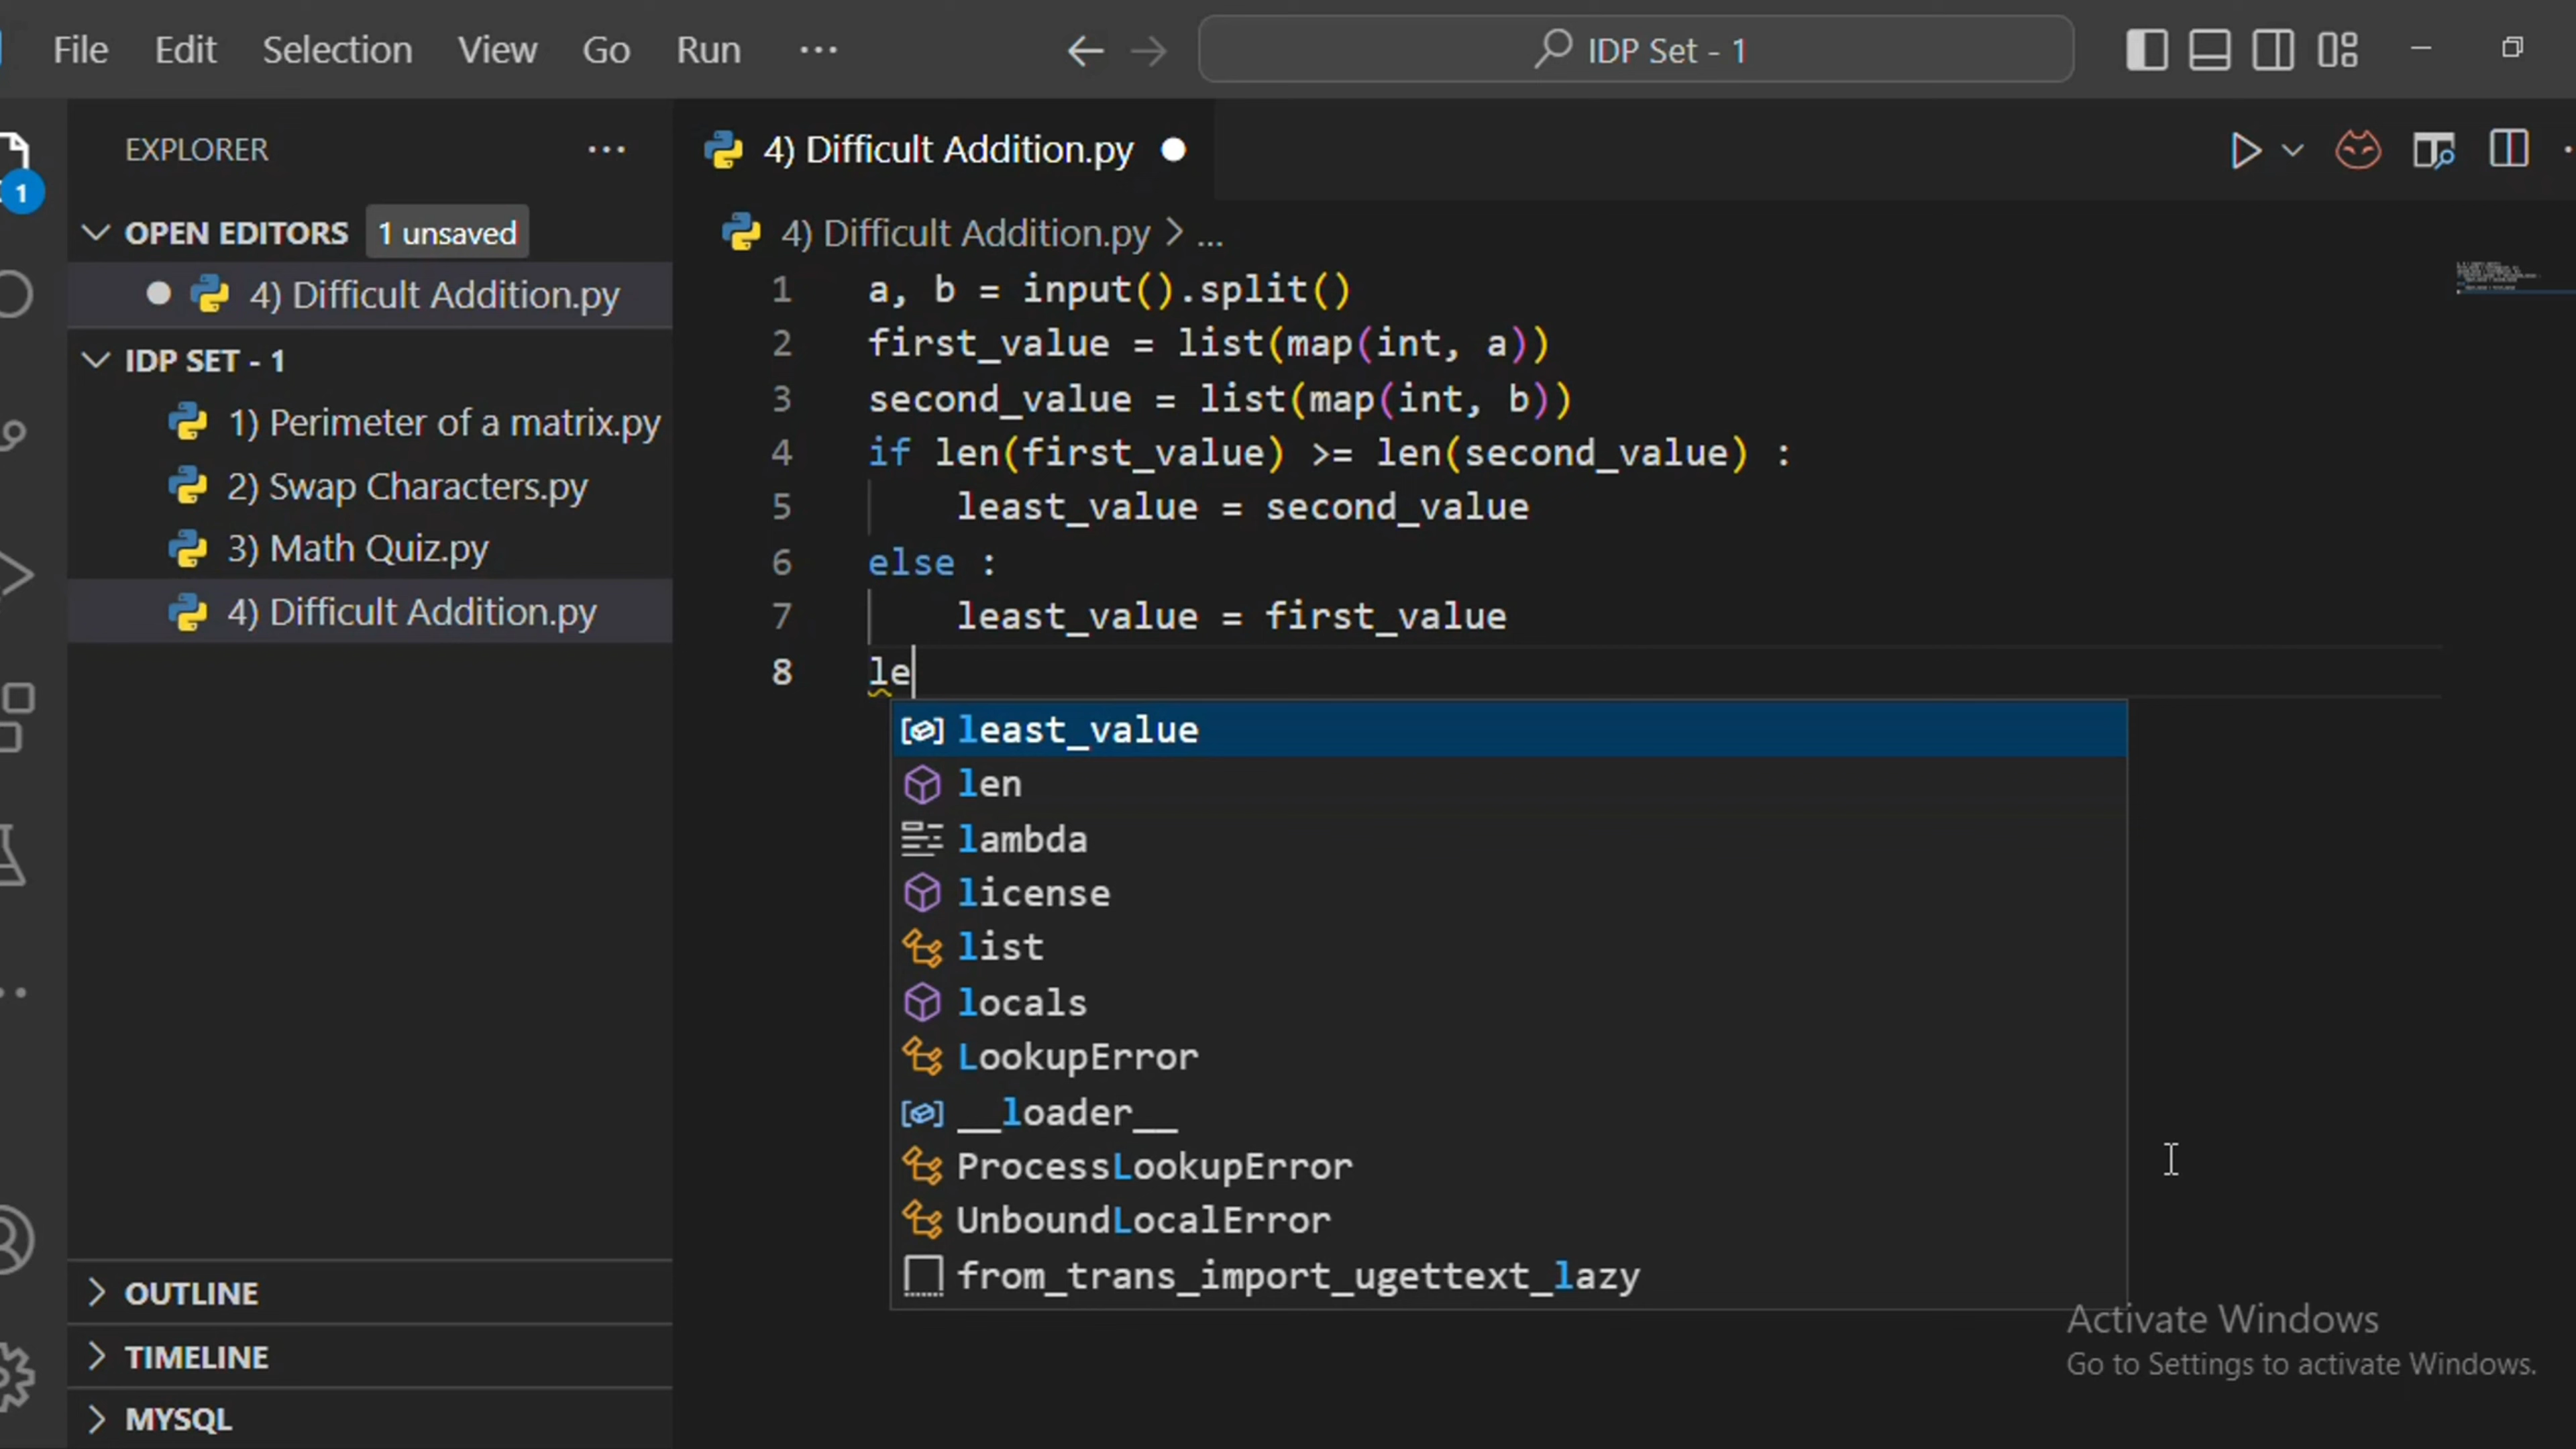 File Edit Selection View Go Run ...
IDP Set - 1
EXPLORER ...
1
OPEN EDITORS 1 unsaved
4) Difficult Addition.py
IDP SET - 1
1) Perimeter of a matrix.py
2) Swap Characters.py
3) Math Quiz.py
4) Difficult Addition.py
OUTLINE
TIMELINE
MYSQL
4) Difficult Addition.py
4) Difficult Addition.py > ...
1 a, b = input().split()
2 first_value = list(map(int, a))
3 second_value = list(map(int, b))
4 if len(first_value) >= len(second_value) :
5 least_value = second_value
6 else :
7 least_value = first_value
8 le
least_value
len
lambda
license
list
locals
LookupError
__loader__
ProcessLookupError
UnboundLocalError
from_trans_import_ugettext_lazy
Activate Windows
Go to Settings to activate Windows.